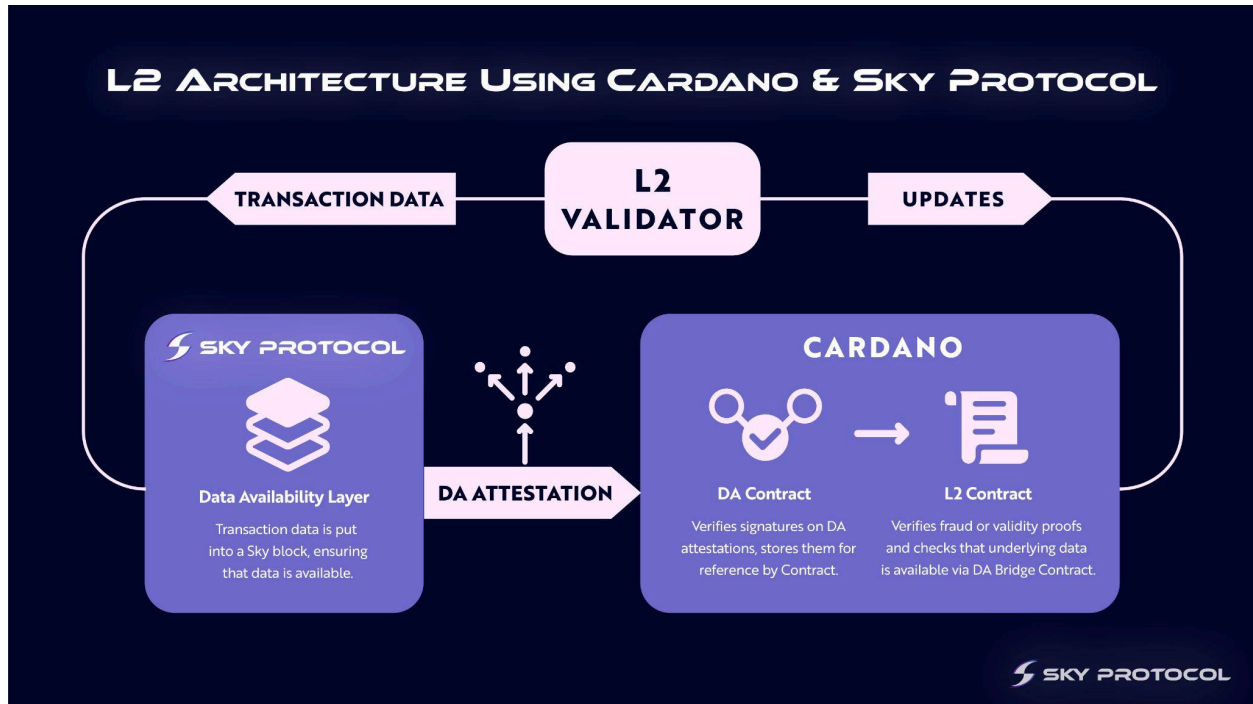 L2 ARCHITECTURE USING CARDANO & SKY PROTOCOL
TRANSACTION DATA
L2
VALIDATOR
UPDATES
SKY PROTOCOL
Data Availability Layer
Transaction data is put
into a Sky block, ensuring
that data is available.
DA ATTESTATION
CARDANO
DA Contract
Verifies signatures on DA
attestations, stores them for
reference by Contract.
L2 Contract
Verifies fraud or validity proofs
and checks that underlying data
is available via DA Bridge Contract.
SKY PROTOCOL